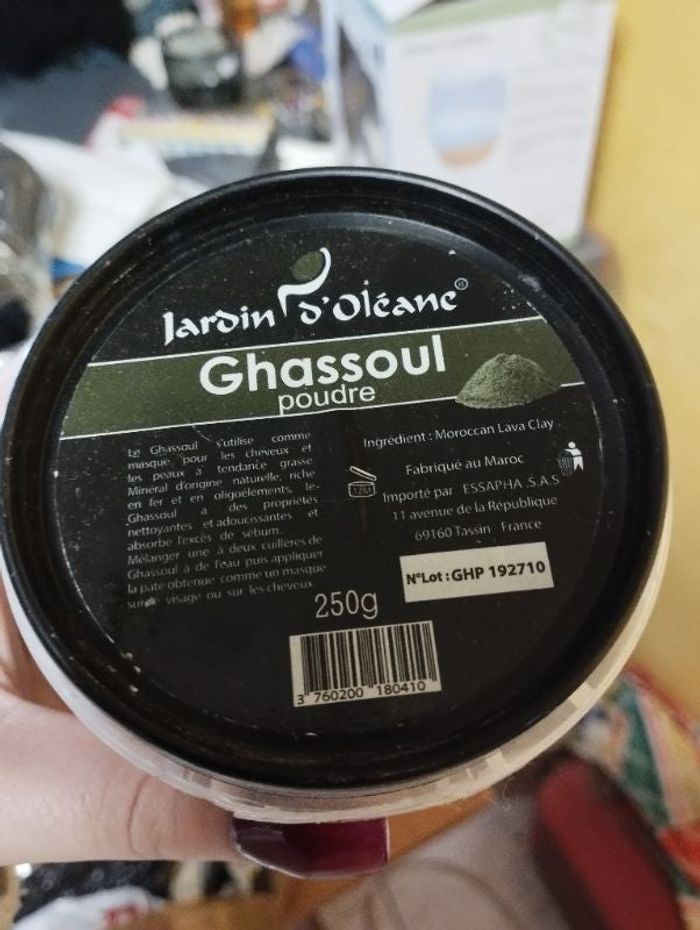 Jardin d'Oléane®
Ghassoul
poudre
Le Ghassoul s'utilise comme
masque pour les cheveux et
les peaux a tendance grasse
Mineral d'origine naturelle, riche
en fer et en oligoélements, le
Ghassoul a des propriétés
nettoyantes et adoucissantes et
absorbe l'excès de sébum.
Mélanger une à deux cuillères de
Ghassoul à de l'eau puis appliquer
la pâte obtenue comme un masque
sur visage ou sur les cheveux.
Ingrédient : Moroccan Lava Clay
Fabriqué au Maroc
12M
Importé par ESSAPHA .S.A.S
11 avenue de la République
69160 Tassin - France
N°Lot : GHP 192710
250g
3 760200 180410